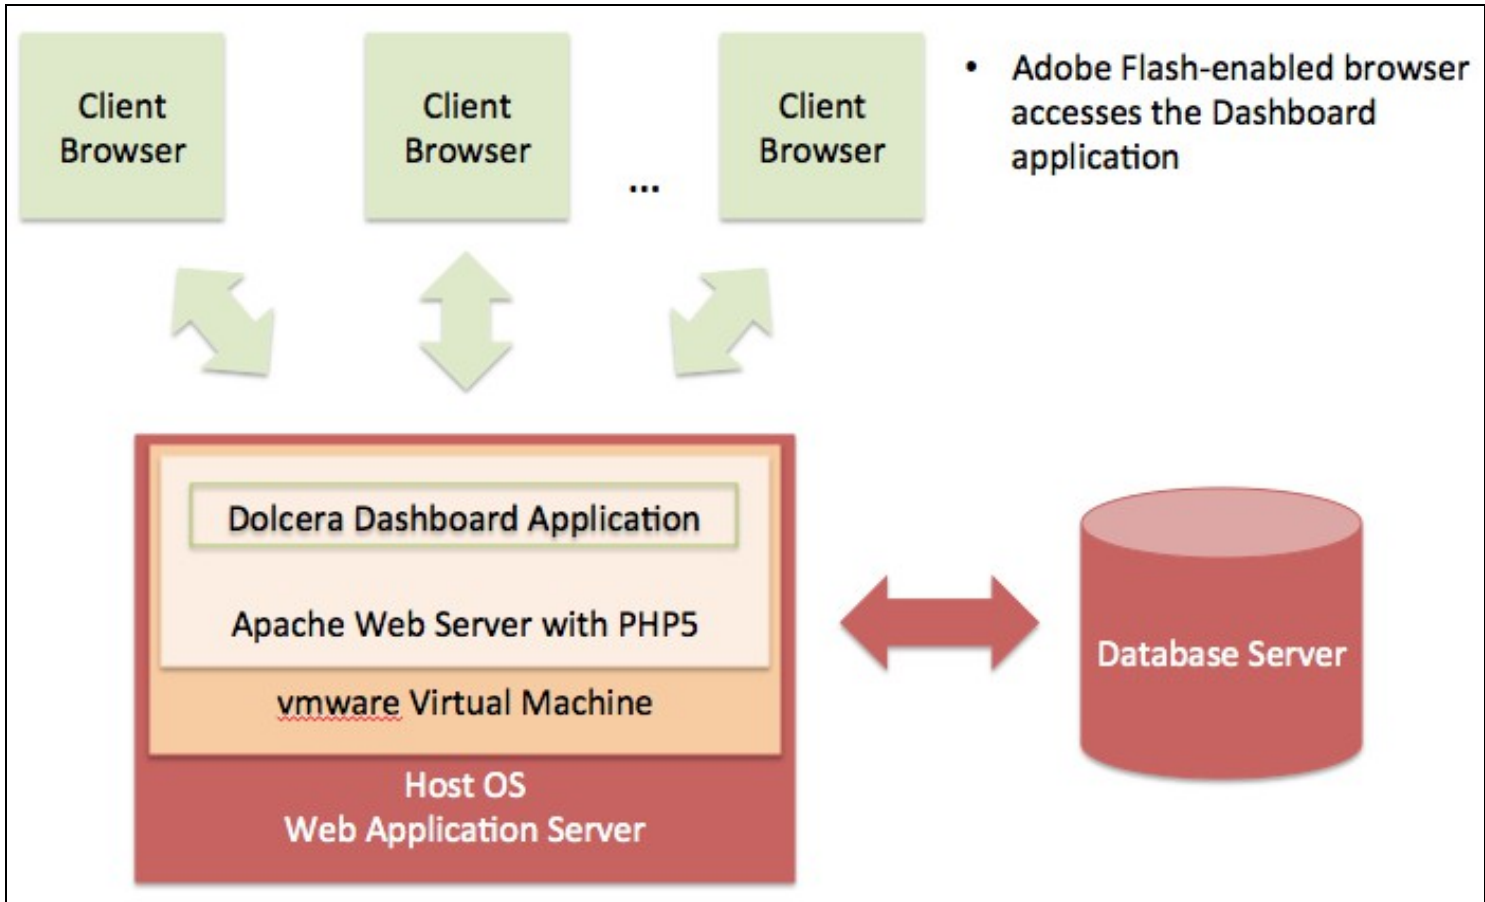 Client
Browser
Client
Browser
...
Client
Browser
• Adobe Flash-enabled browser
accesses the Dashboard
application
Dolcera Dashboard Application
Apache Web Server with PHP5
vmware Virtual Machine
Host OS
Web Application Server
Database Server